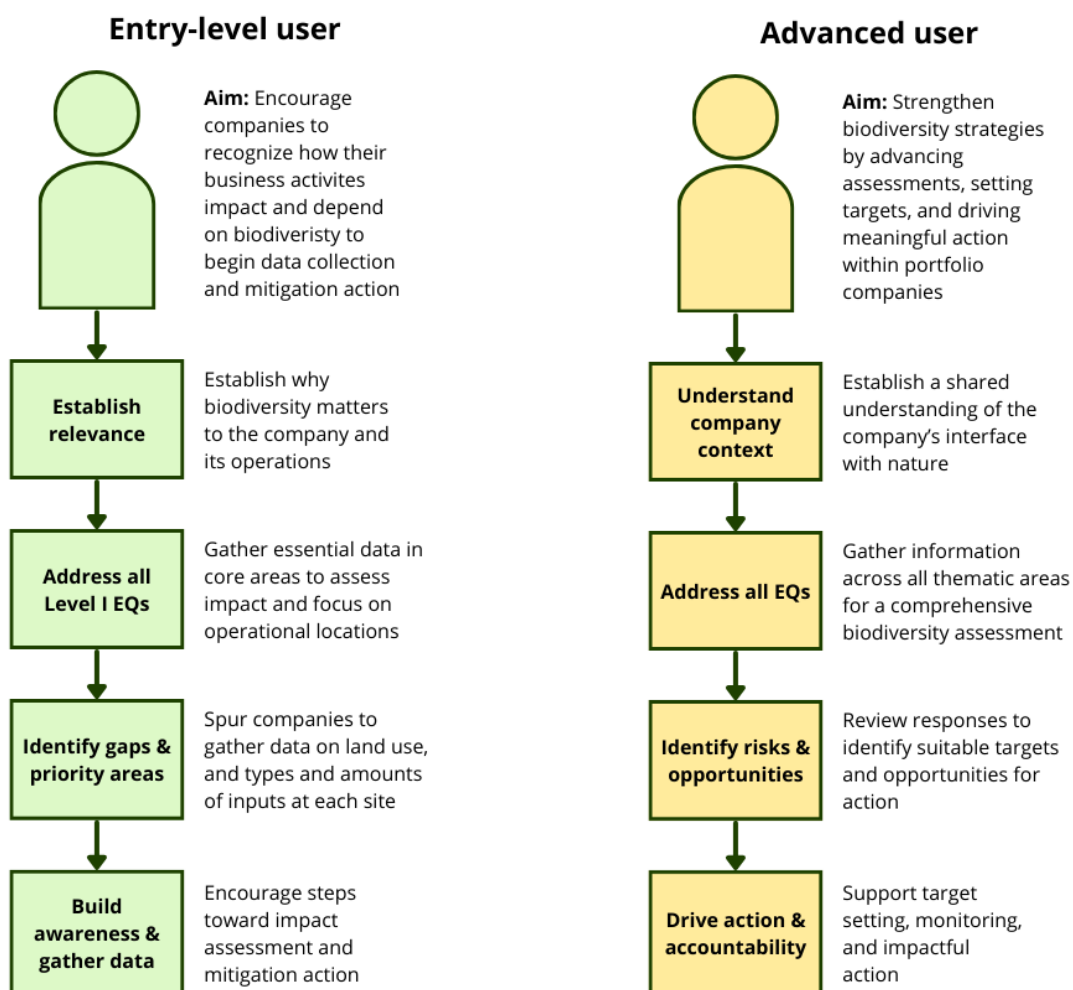 Entry-level user
Aim: Encourage
companies to
recognize how their
business activites
impact and depend
on biodiveristy to
begin data collection
and mitigation action
Establish
relevance
Establish why
biodiversity matters
to the company and
its operations
Address all
Level I EQs
Gather essential data in
core areas to assess
impact and focus on
operational locations
Identify gaps &
priority areas
Spur companies to
gather data on land use,
and types and amounts
of inputs at each site
Build
awareness &
gather data
Encourage steps
toward impact
assessment and
mitigation action
Advanced user
Aim: Strengthen
biodiversity strategies
by advancing
assessments, setting
targets, and driving
meaningful action
within portfolio
companies
Understand
company
context
Establish a shared
understanding of the
company’s interface
with nature
Address all EQs
Gather information
across all thematic areas
for a comprehensive
biodiversity assessment
Identify risks &
opportunities
Review responses to
identify suitable targets
and opportunities for
action
Drive action &
accountability
Support target
setting, monitoring,
and impactful
action